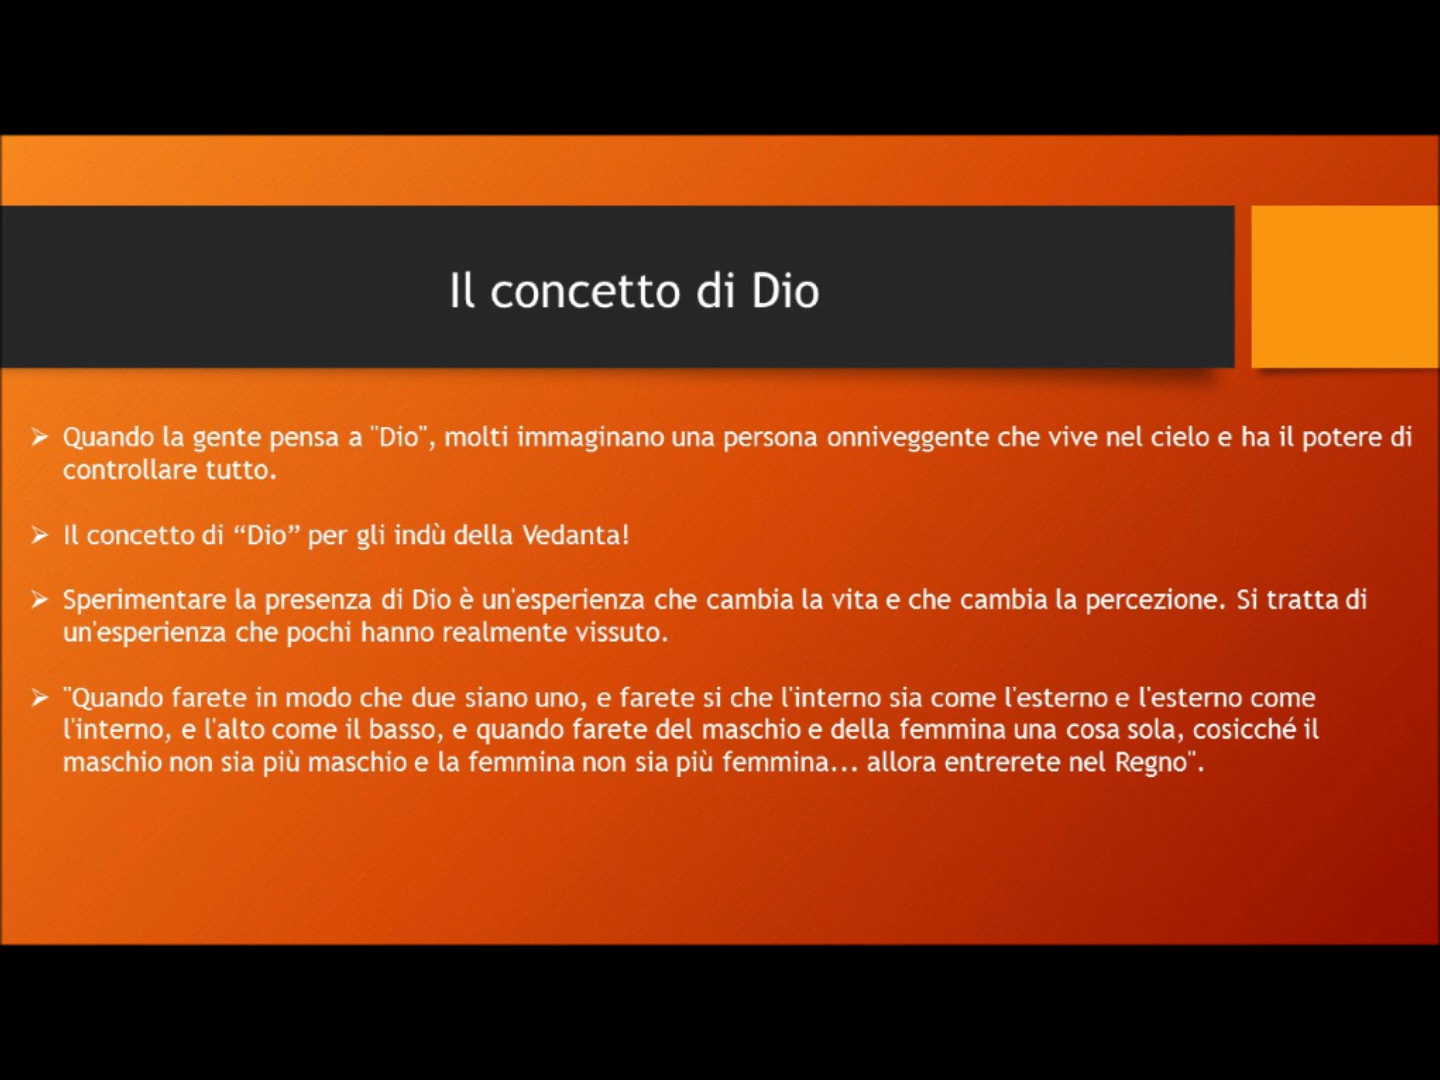 Il concetto di Dio
➢ Quando la gente pensa a "Dio", molti immaginano una persona onniveggente che vive nel cielo e ha il potere di
controllare tutto.
➢ Il concetto di “Dio” per gli indù della Vedanta!
➢ Sperimentare la presenza di Dio è un'esperienza che cambia la vita e che cambia la percezione. Si tratta di
un'esperienza che pochi hanno realmente vissuto.
➢ "Quando farete in modo che due siano uno, e farete si che l'interno sia come l'esterno e l'esterno come
l'interno, e l'alto come il basso, e quando farete del maschio e della femmina una cosa sola, cosicché il
maschio non sia più maschio e la femmina non sia più femmina... allora entrerete nel Regno".